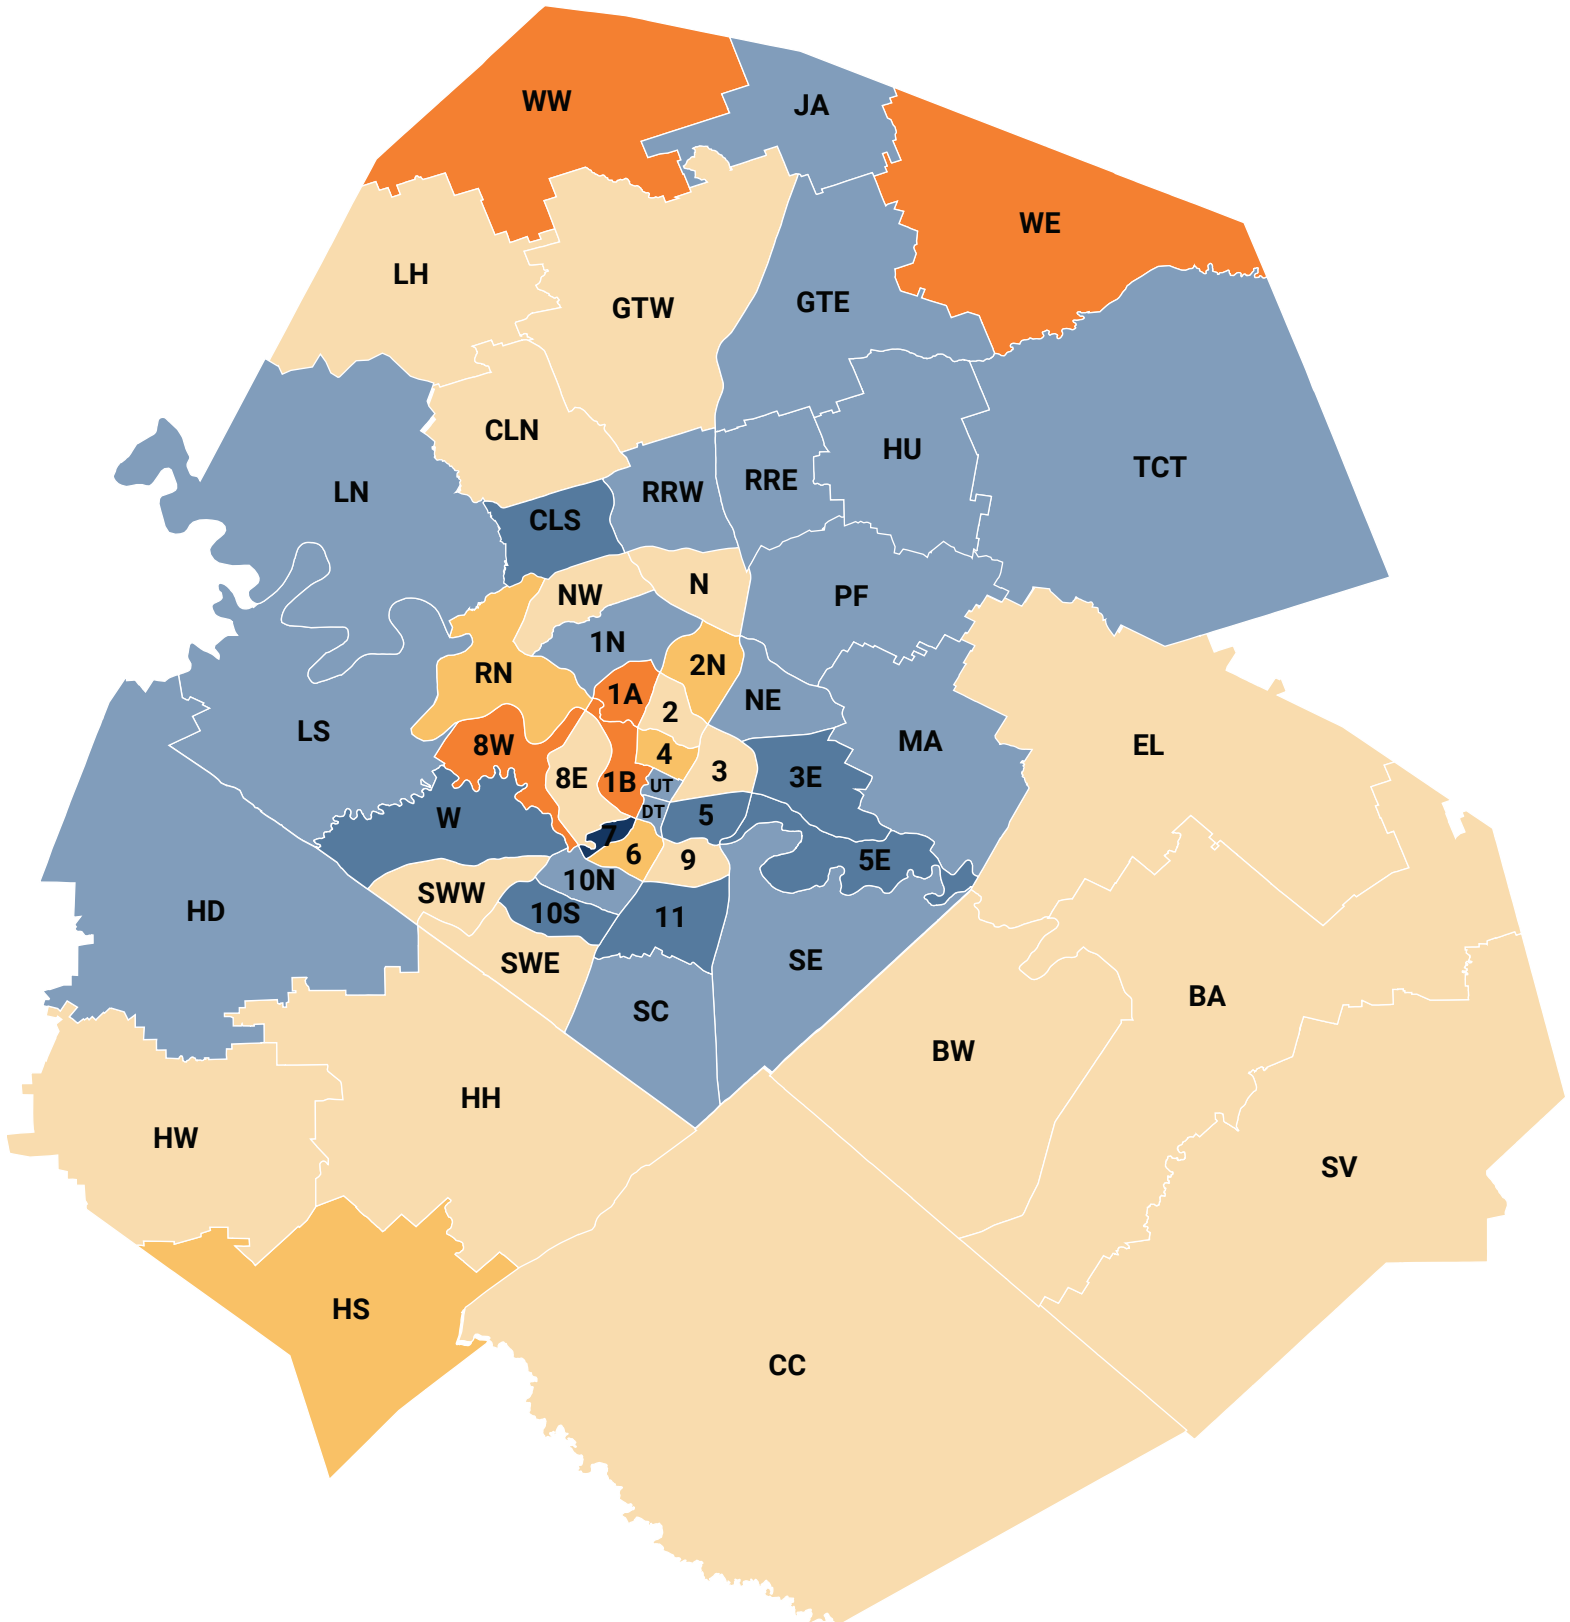 WW
JA
WE
LH
GTE
GTW
CLN
HU
TCT
RRE
LN
RRW
CLS
N
NW
PF
1N
2N
RN
1A
NE
2
LS
MA
8W
EL
4
3
8E
3E
1B
UT
DT
5
W
7
6
9
5E
10N
SWW
HD
10S
11
SE
SWE
BA
SC
BW
HH
HW
SV
HS
CC